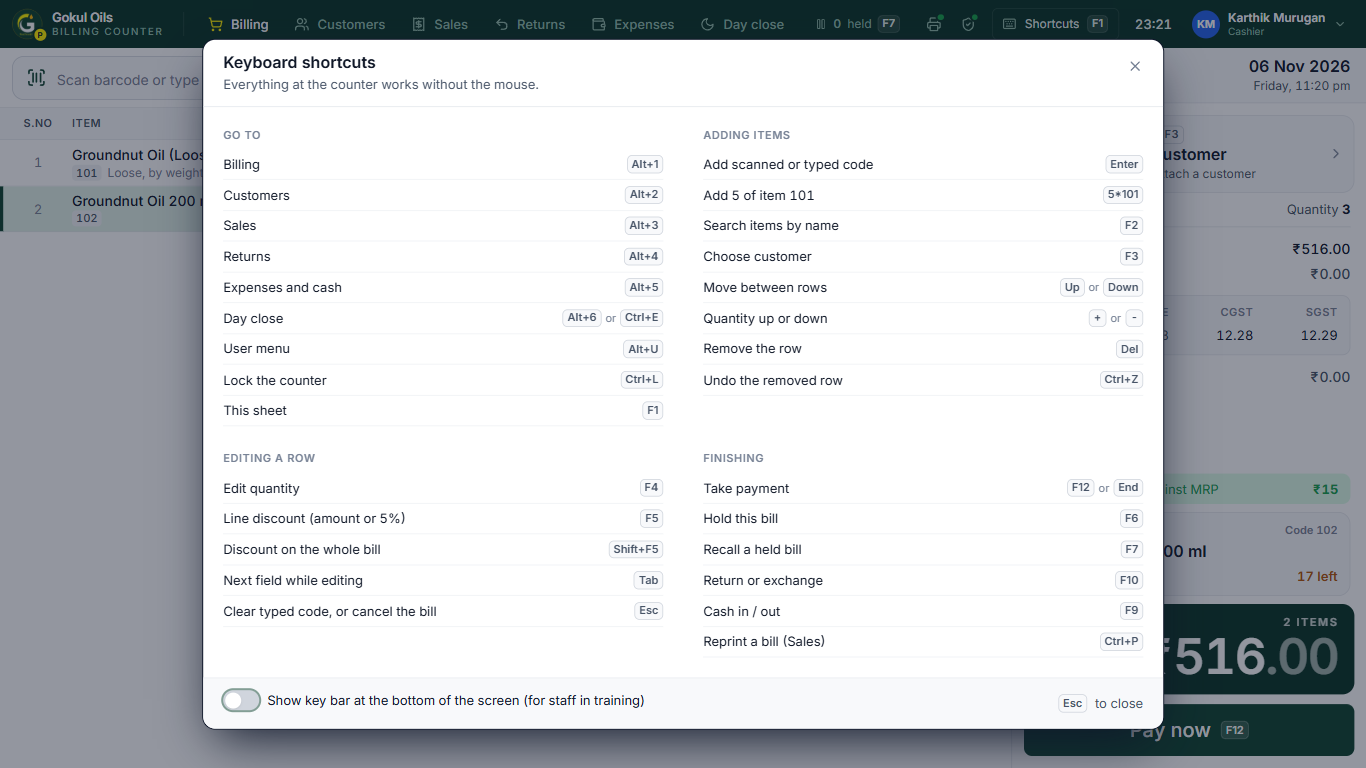 Gokul Oils
BILLING COUNTER
Billing
Customers
Sales
Returns
Expenses
Day close
0 held F7
Shortcuts F1
23:21
KM
Karthik Murugan
Cashier
Scan barcode or type
06 Nov 2026
Friday, 11:20 pm
S.NO ITEM
1 Groundnut Oil (Loos
101 Loose, by weight
2 Groundnut Oil 200
102
Keyboard shortcuts
Everything at the counter works without the mouse.
GO TO
Billing Alt+1
Customers Alt+2
Sales Alt+3
Returns Alt+4
Expenses and cash Alt+5
Day close Alt+6 or Ctrl+E
User menu Alt+U
Lock the counter Ctrl+L
This sheet F1
ADDING ITEMS
Add scanned or typed code Enter
Add 5 of item 101 5*101
Search items by name F2
Choose customer F3
Move between rows Up or Down
Quantity up or down + or -
Remove the row Del
Undo the removed row Ctrl+Z
EDITING A ROW
Edit quantity F4
Line discount (amount or 5%) F5
Discount on the whole bill Shift+F5
Next field while editing Tab
Clear typed code, or cancel the bill Esc
FINISHING
Take payment F12 or End
Hold this bill F6
Recall a held bill F7
Return or exchange F10
Cash in / out F9
Reprint a bill (Sales) Ctrl+P
Show key bar at the bottom of the screen (for staff in training)
Esc to close
F3
ustomer
ttach a customer
Quantity 3
₹516.00
₹0.00
CGST SGST
12.28 12.29
₹0.00
inst MRP ₹15
Code 102
00 ml
17 left
2 ITEMS
₹516.00
Pay now F12